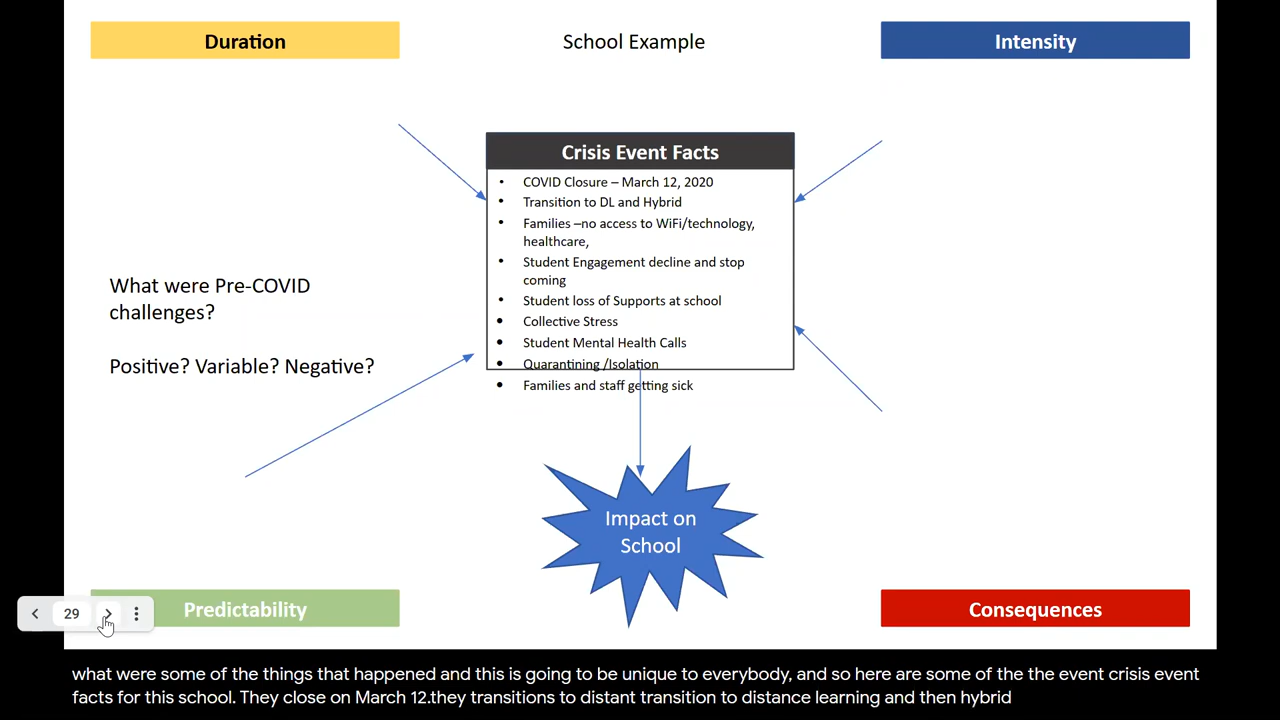 Duration
School Example
Intensity
Crisis Event Facts
• COVID Closure – March 12, 2020
• Transition to DL and Hybrid
• Families –no access to WiFi/technology,
healthcare,
• Student Engagement decline and stop
coming
• Student loss of Supports at school
• Collective Stress
• Student Mental Health Calls
• Quarantining /Isolation
• Families and staff getting sick
What were Pre-COVID
challenges?
Positive? Variable? Negative?
Impact on
School
29
Predictability
Consequences
what were some of the things that happened and this is going to be unique to everybody, and so here are some of the the event crisis event
facts for this school. They close on March 12.they transitions to distant transition to distance learning and then hybrid